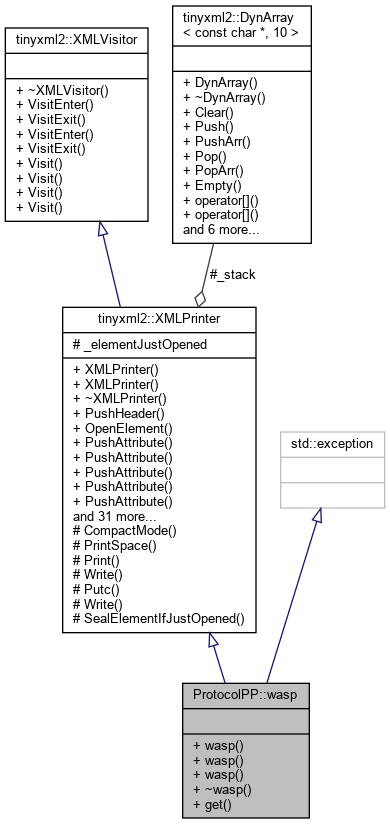 tinyxml2::XMLVisitor
+ ~XMLVisitor()
+ VisitEnter()
+ VisitExit()
+ VisitEnter()
+ VisitExit()
+ Visit()
+ Visit()
+ Visit()
+ Visit()
tinyxml2::DynArray
< const char *, 10 >
+ DynArray()
+ ~DynArray()
+ Clear()
+ Push()
+ PushArr()
+ Pop()
+ PopArr()
+ Empty()
+ operator[]()
+ operator[]()
and 6 more...
#_stack
tinyxml2::XMLPrinter
# _elementJustOpened
+ XMLPrinter()
+ XMLPrinter()
+ ~XMLPrinter()
+ PushHeader()
+ OpenElement()
+ PushAttribute()
+ PushAttribute()
+ PushAttribute()
+ PushAttribute()
+ PushAttribute()
and 31 more...
# CompactMode()
# PrintSpace()
# Print()
# Write()
# Putc()
# Write()
# SealElementIfJustOpened()
std::exception
ProtocolPP::wasp
+ wasp()
+ wasp()
+ wasp()
+ ~wasp()
+ get()